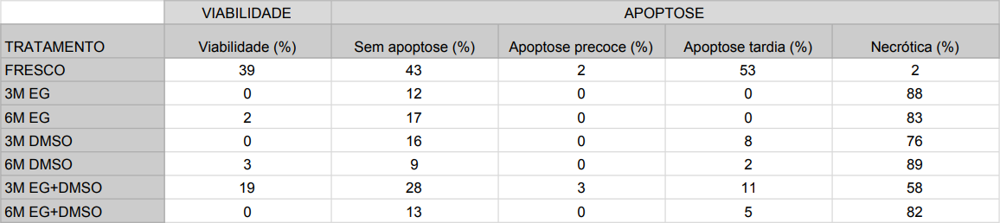 VIABILIDADE APOPTOSE
TRATAMENTO Viabilidade (%) Sem apoptose (%) Apoptose precoce (%) Apoptose tardia (%) Necrótica (%)
FRESCO 39 43 2 53 2
3M EG 0 12 0 0 88
6M EG 2 17 0 0 83
3M DMSO 0 16 0 8 76
6M DMSO 3 9 0 2 89
3M EG+DMSO 19 28 3 11 58
6M EG+DMSO 0 13 0 5 82